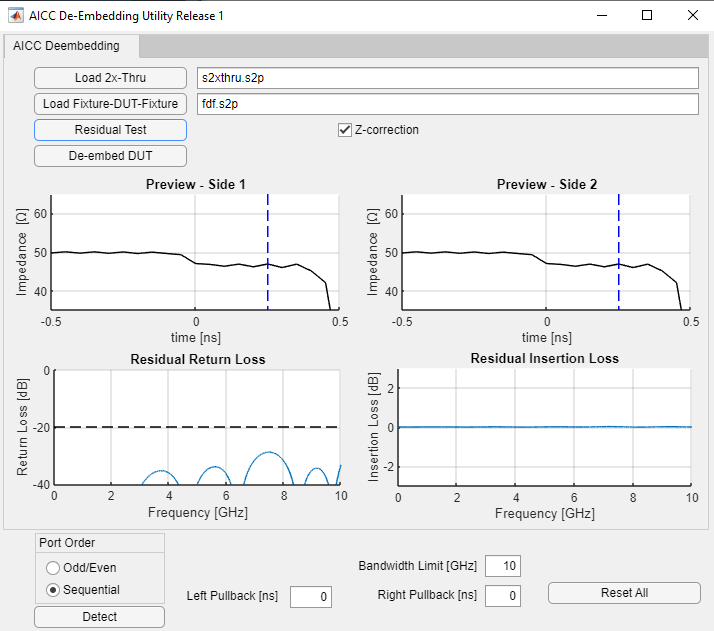 AICC De-Embedding Utility Release 1
AICC Deembedding
Load 2x-Thru
s2xthru.s2p
Load Fixture-DUT-Fixture
fdf.s2p
Residual Test
Z-correction
De-embed DUT
Preview - Side 1
Impedance [Ω]
60
50
40
-0.5
0
0.5
time [ns]
Preview - Side 2
Impedance [Ω]
60
50
40
-0.5
0
0.5
time [ns]
Residual Return Loss
Return Loss [dB]
0
-20
-40
0
2
4
6
8
10
Frequency [GHz]
Residual Insertion Loss
Insertion Loss [dB]
2
0
-2
0
2
4
6
8
10
Frequency [GHz]
Port Order
Odd/Even
Sequential
Detect
Left Pullback [ns]
0
Bandwidth Limit [GHz]
10
Right Pullback [ns]
0
Reset All